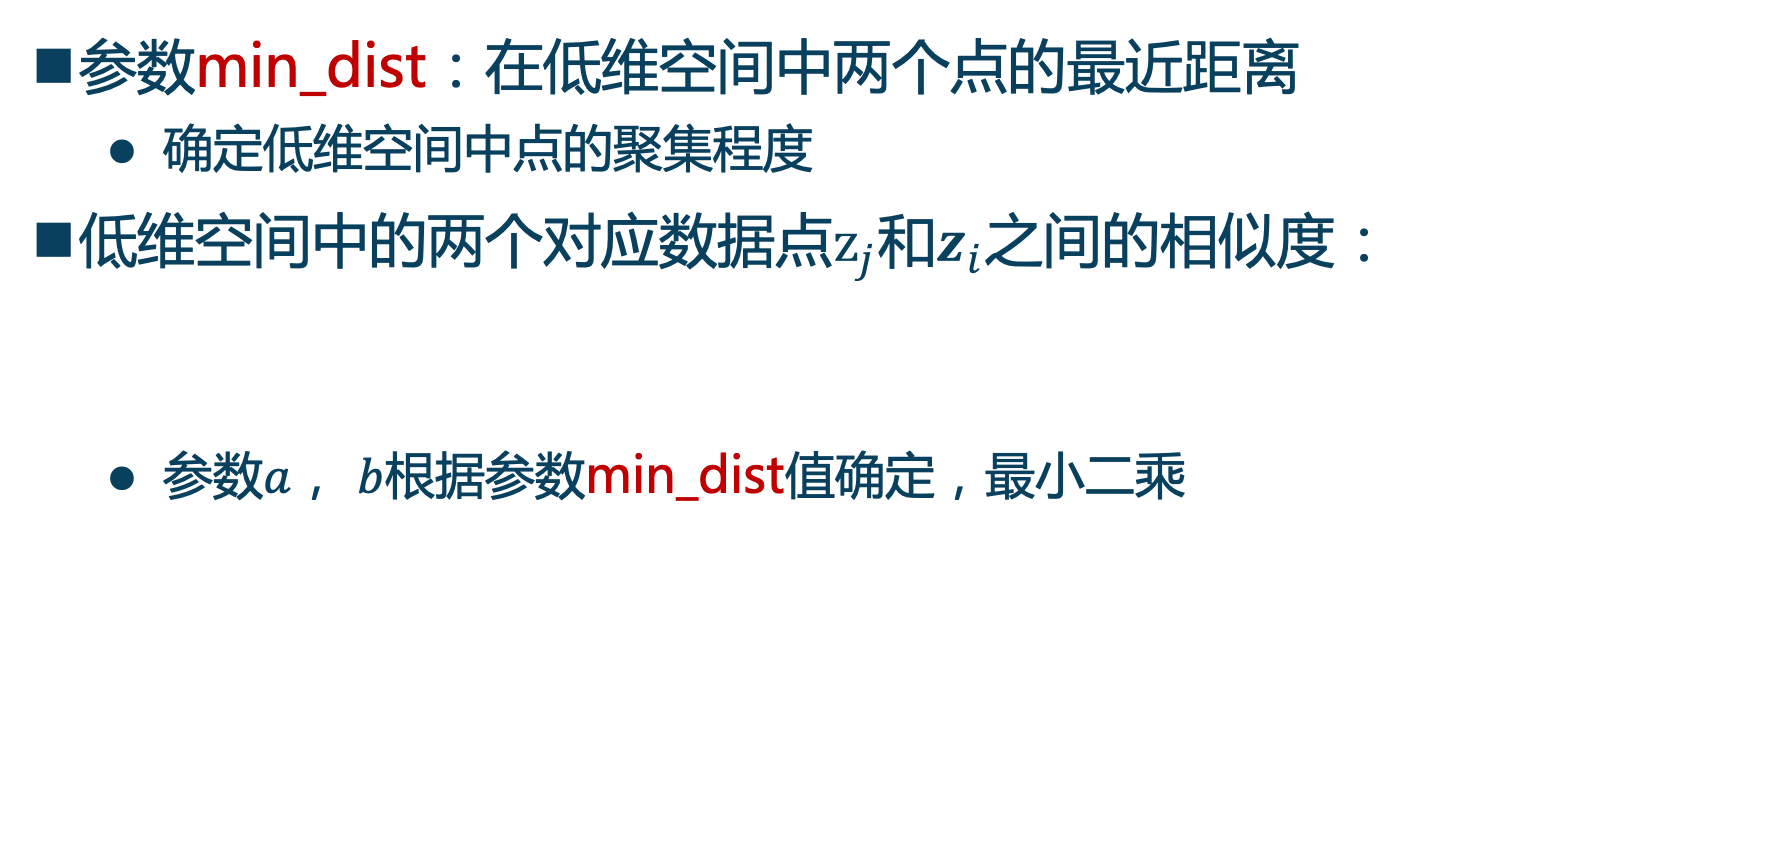 ■参数min_dist：在低维空间中两个点的最近距离
● 确定低维空间中点的聚集程度
■低维空间中的两个对应数据点z_j和z_i之间的相似度：
● 参数a， b根据参数min_dist值确定，最小二乘